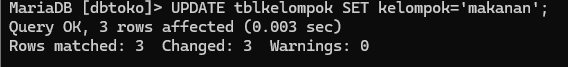 MariaDB [dbtoko]> UPDATE tblkelompok SET kelompok='makanan';
Query OK, 3 rows affected (0.003 sec)
Rows matched: 3  Changed: 3  Warnings: 0